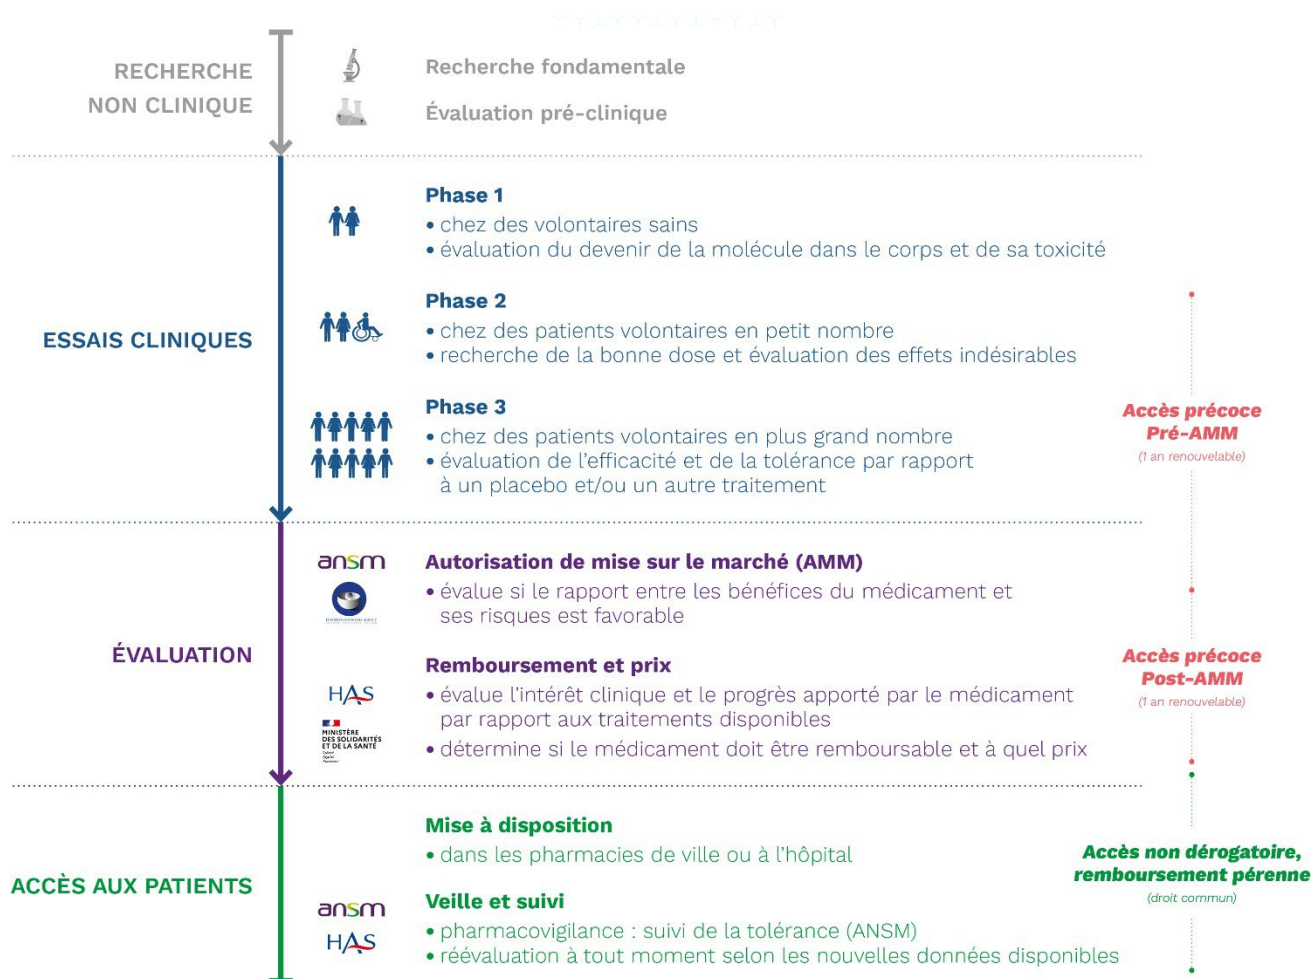 RECHERCHE
NON CLINIQUE
Recherche fondamentale
Évaluation pré-clinique
ESSAIS CLINIQUES
Phase 1
• chez des volontaires sains
• évaluation du devenir de la molécule dans le corps et de sa toxicité
Phase 2
• chez des patients volontaires en petit nombre
• recherche de la bonne dose et évaluation des effets indésirables
Phase 3
• chez des patients volontaires en plus grand nombre
• évaluation de l'efficacité et de la tolérance par rapport
à un placebo et/ou un autre traitement
Accès précoce
Pré-AMM
(1 an renouvelable)
ÉVALUATION
ansm
Autorisation de mise sur le marché (AMM)
• évalue si le rapport entre les bénéfices du médicament et
ses risques est favorable
HAS
MINISTÈRE
DES SOLIDARITÉS
ET DE LA SANTÉ
Remboursement et prix
• évalue l'intérêt clinique et le progrès apporté par le médicament
par rapport aux traitements disponibles
• détermine si le médicament doit être remboursable et à quel prix
Accès précoce
Post-AMM
(1 an renouvelable)
ACCÈS AUX PATIENTS
Mise à disposition
• dans les pharmacies de ville ou à l'hôpital
ansm
HAS
Veille et suivi
• pharmacovigilance : suivi de la tolérance (ANSM)
• réévaluation à tout moment selon les nouvelles données disponibles
Accès non dérogatoire,
remboursement pérenne
(droit commun)